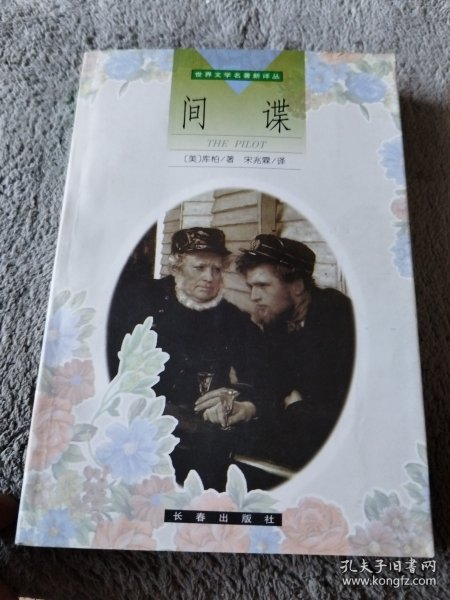 世界文学名著新译丛
间 谍
THE PILOT
〔美〕库柏/著 宋兆霖/译
长春出版社
孔夫子旧书网
www.kongfz.com